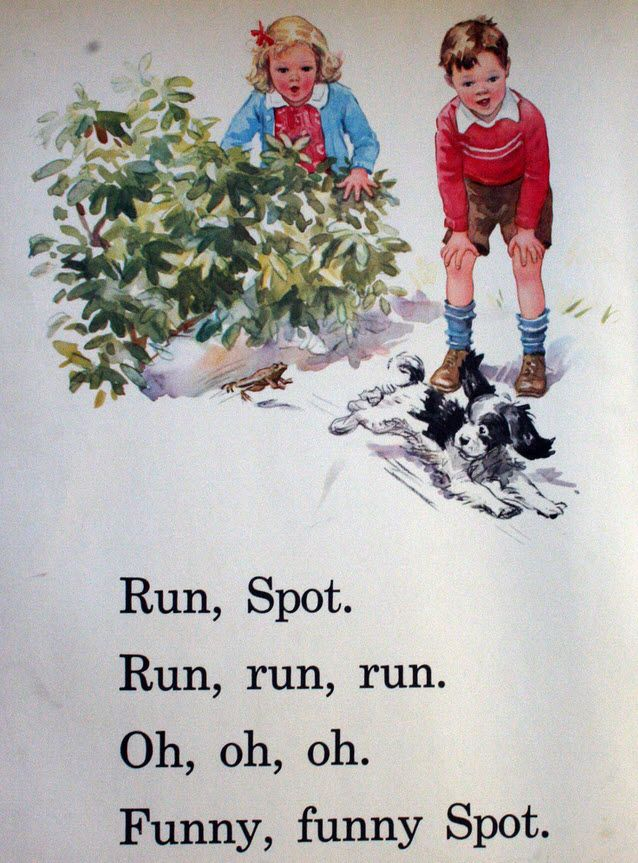 Run, Spot.
Run, run, run.
Oh, oh, oh.
Funny, funny Spot.